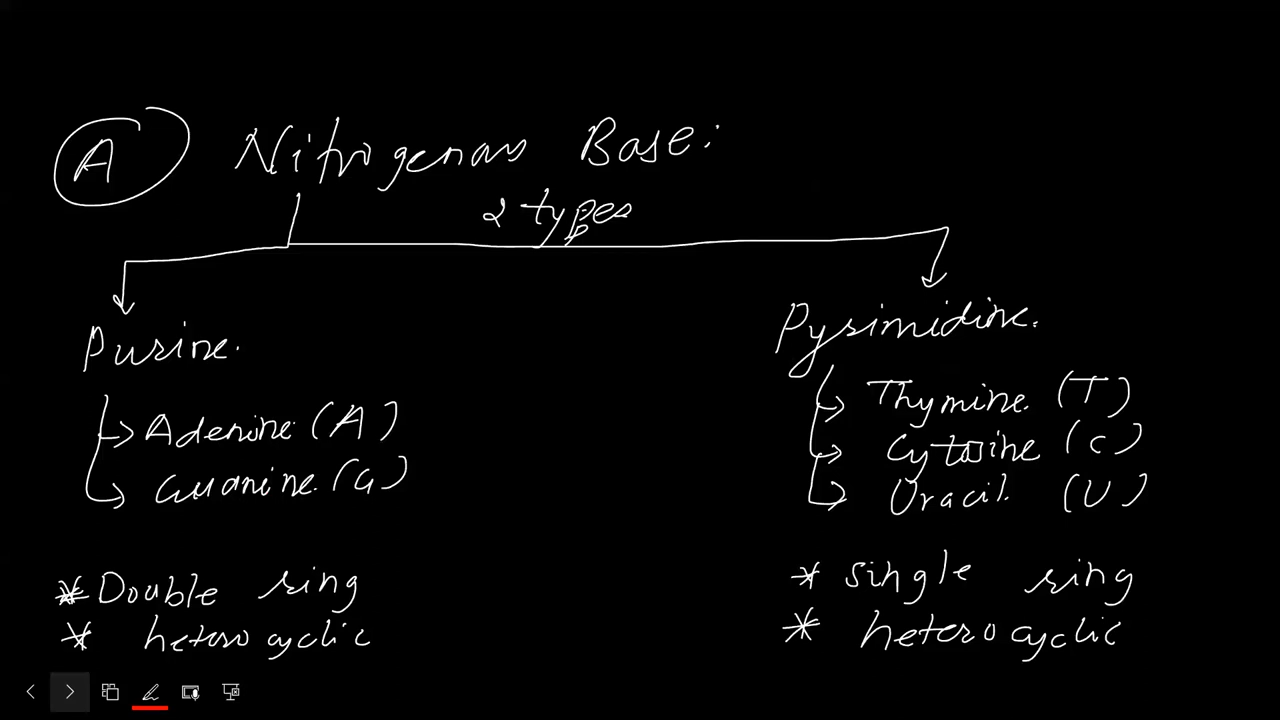 A Nitrogenous Base:
2 types
Purine.
Pyrimidine.
Adenine (A)
Guanine (G)
Thymine (T)
Cytosine (C)
Uracil (U)
* Double ring
* heterocyclic
* single ring
* heterocyclic